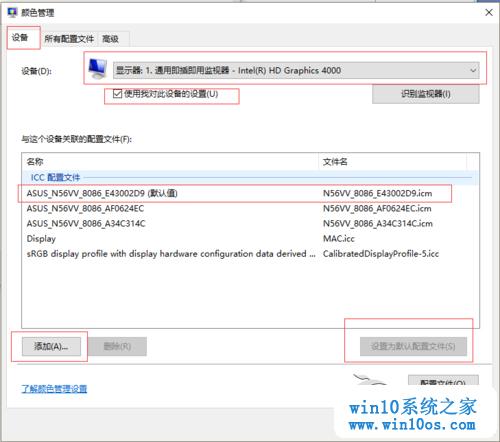 颜色管理
设备 所有配置文件 高级
设备(D): 显示器: 1. 通用即插即用监视器 - Intel(R) HD Graphics 4000
使用我对此设备的设置(U) 识别监视器(I)
与这个设备关联的配置文件(F):
名称 文件名
ICC 配置文件
ASUS_N56VV_8086_E43002D9 (默认值) N56VV_8086_E43002D9.icm
ASUS_N56VV_8086_AF0624EC N56VV_8086_AF0624EC.icm
ASUS_N56VV_8086_A34C314C N56VV_8086_A34C314C.icm
Display MAC.icc
sRGB display profile with display hardware configuration data derived ... CalibratedDisplayProfile-5.icc
添加(A)... 删除(R) 设置为默认配置文件(S)
了解颜色管理设置 配置文件(O)
win10系统之家
www.win10os.com